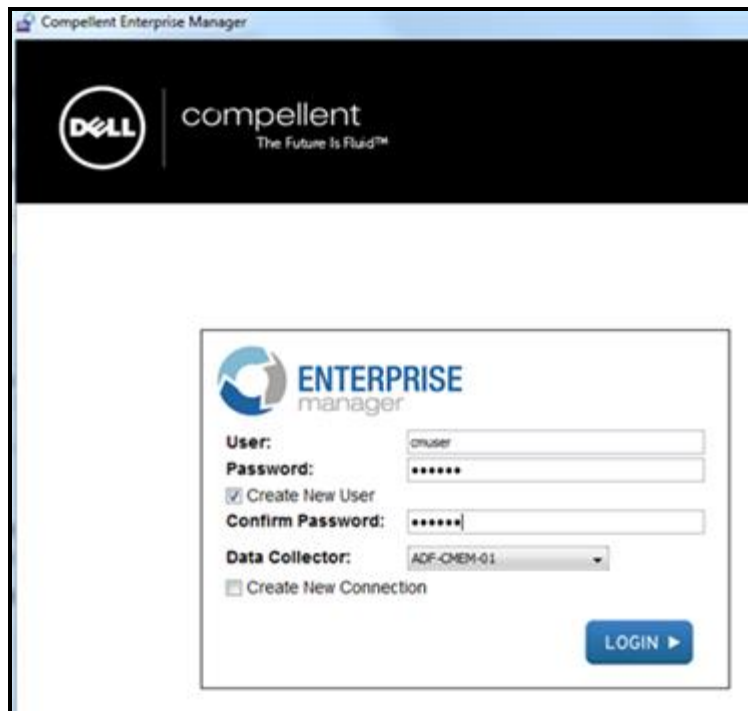 Compellent Enterprise Manager
DELL
compellent
The Future Is Fluid™
ENTERPRISE
manager
User: cmuser
Password: ••••••
Create New User
Confirm Password: ••••••
Data Collector: ADF-CMEM-01
Create New Connection
LOGIN